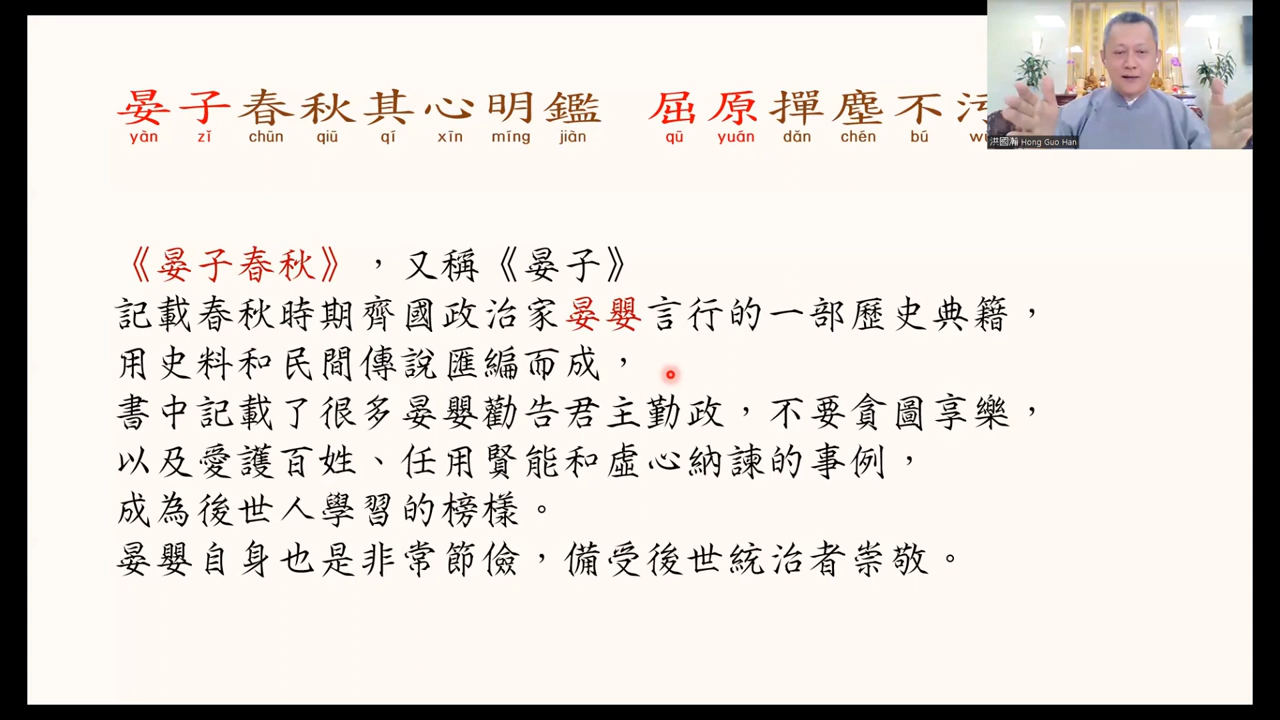 晏子春秋其心明鑑 屈原撣塵不污
yàn zǐ chūn qiū qí xīn míng jiàn qū yuán dǎn chén bú
洪國瀚 Hong Guo Han
《晏子春秋》,又稱《晏子》
記載春秋時期齊國政治家晏嬰言行的一部歷史典籍,
用史料和民間傳說匯編而成,
書中記載了很多晏嬰勸告君主勤政,不要貪圖享樂,
以及愛護百姓、任用賢能和虛心納諫的事例,
成為後世人學習的榜樣。
晏嬰自身也是非常節儉,備受後世統治者崇敬。